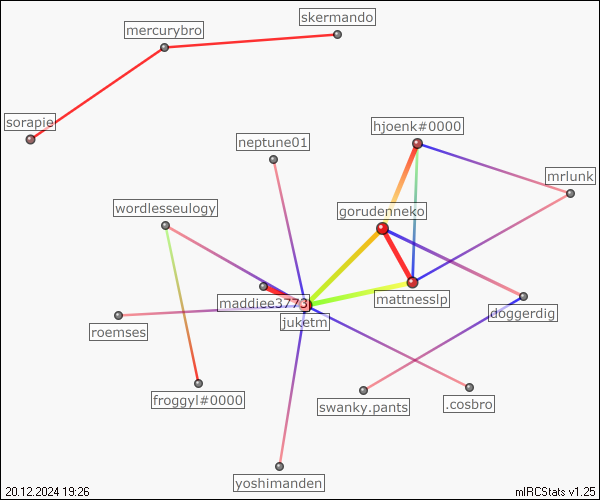 skermando
mercurybro
sorapie
hjoenk#0000
neptune01
mrlunk
wordlesseulogy
gorudenneko
maddiee3773
mattnesslp
doggerdig
juketm
roemses
froggyl#0000
swanky.pants
.cosbro
yoshimanden
20.12.2024 19:26
mIRCStats v1.25